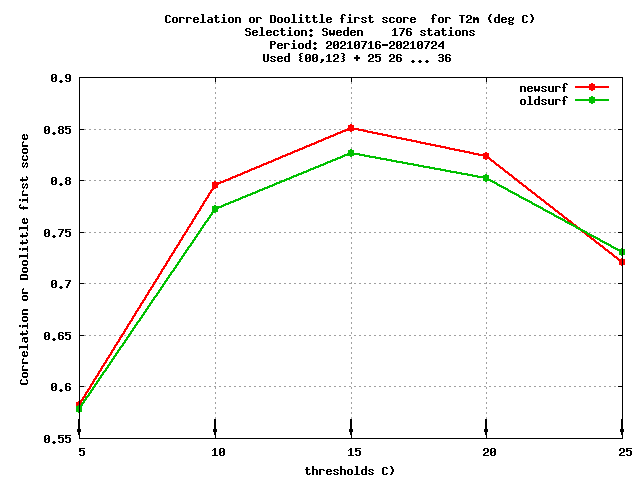 Correlation or Doolittle first score  for T2m (deg C)
Selection: Sweden    176 stations
Period: 20210716-20210724
Used {00,12} + 25 26 ... 36
newsurf
oldsurf
Correlation or Doolittle first score
0.9
0.85
0.8
0.75
0.7
0.65
0.6
0.55
5 10 15 20 25
thresholds C)